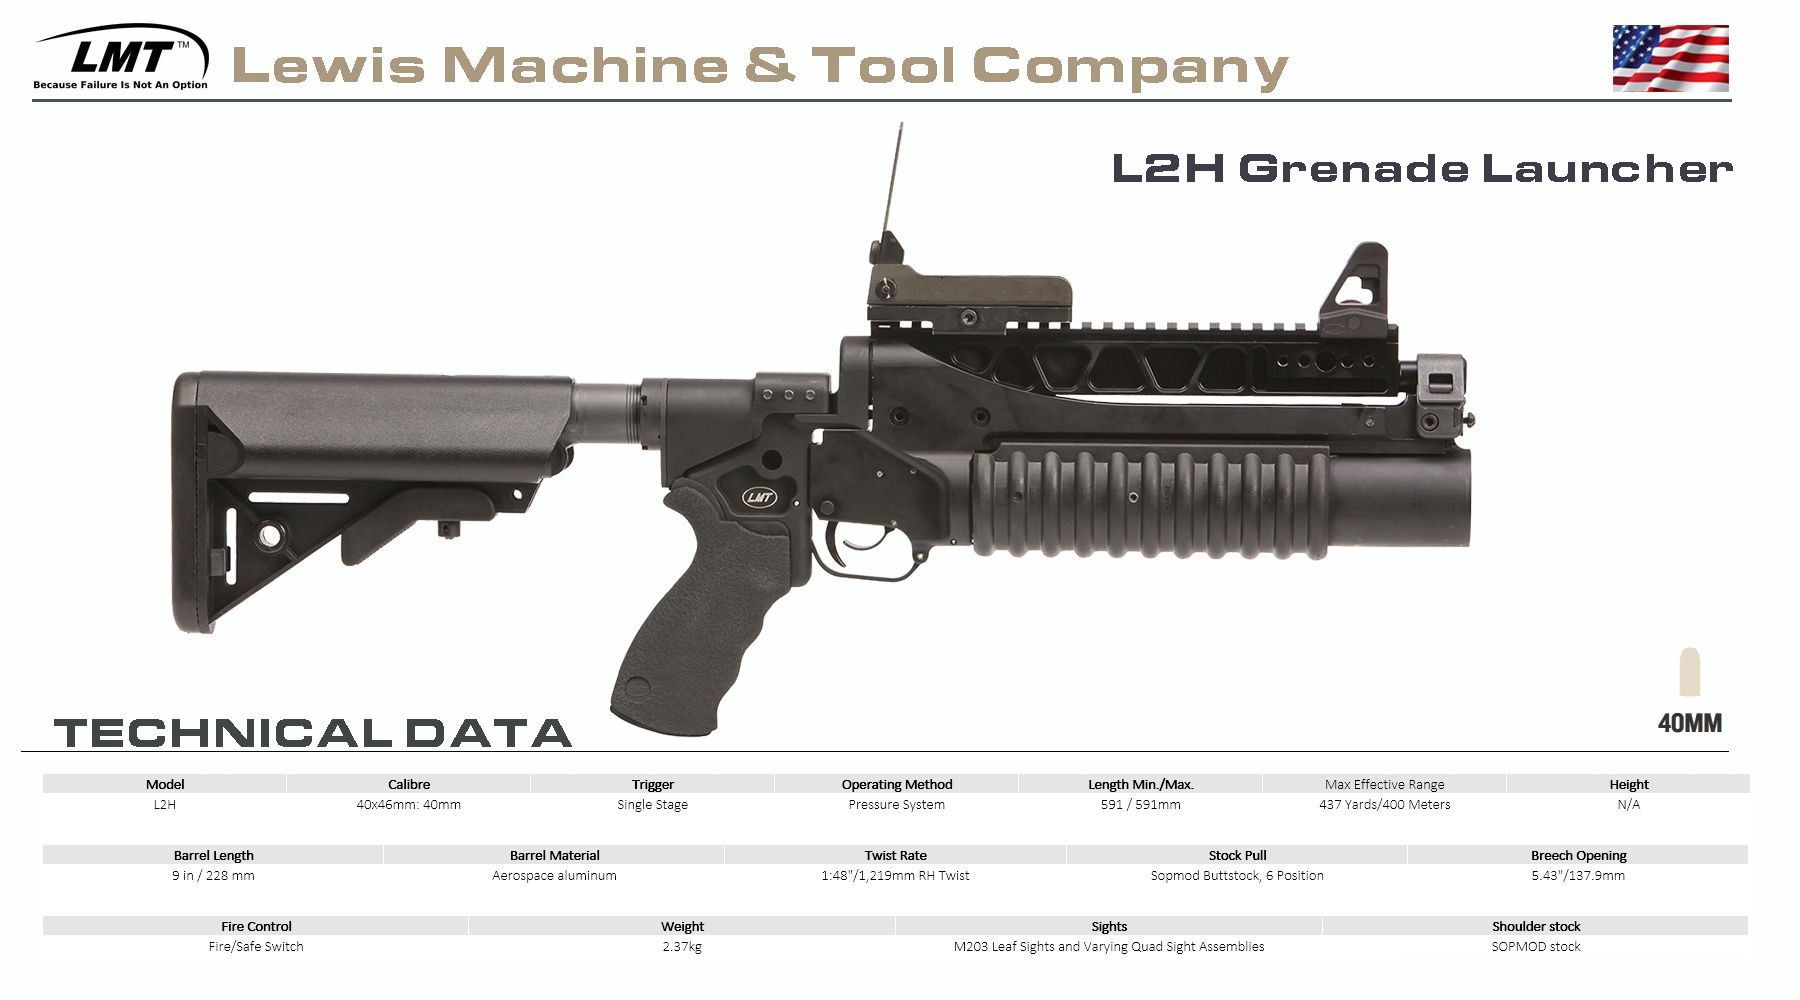 LMT™
Because Failure Is Not An Option
Lewis Machine & Tool Company
L2H Grenade Launcher
LMT
40MM
TECHNICAL DATA
Model Calibre Trigger Operating Method Length Min./Max. Max Effective Range Height
L2H 40x46mm: 40mm Single Stage Pressure System 591 / 591mm 437 Yards/400 Meters N/A
Barrel Length Barrel Material Twist Rate Stock Pull Breech Opening
9 in / 228 mm Aerospace aluminum 1:48"/1,219mm RH Twist Sopmod Buttstock, 6 Position 5.43"/137.9mm
Fire Control Weight Sights Shoulder stock
Fire/Safe Switch 2.37kg M203 Leaf Sights and Varying Quad Sight Assemblies SOPMOD stock